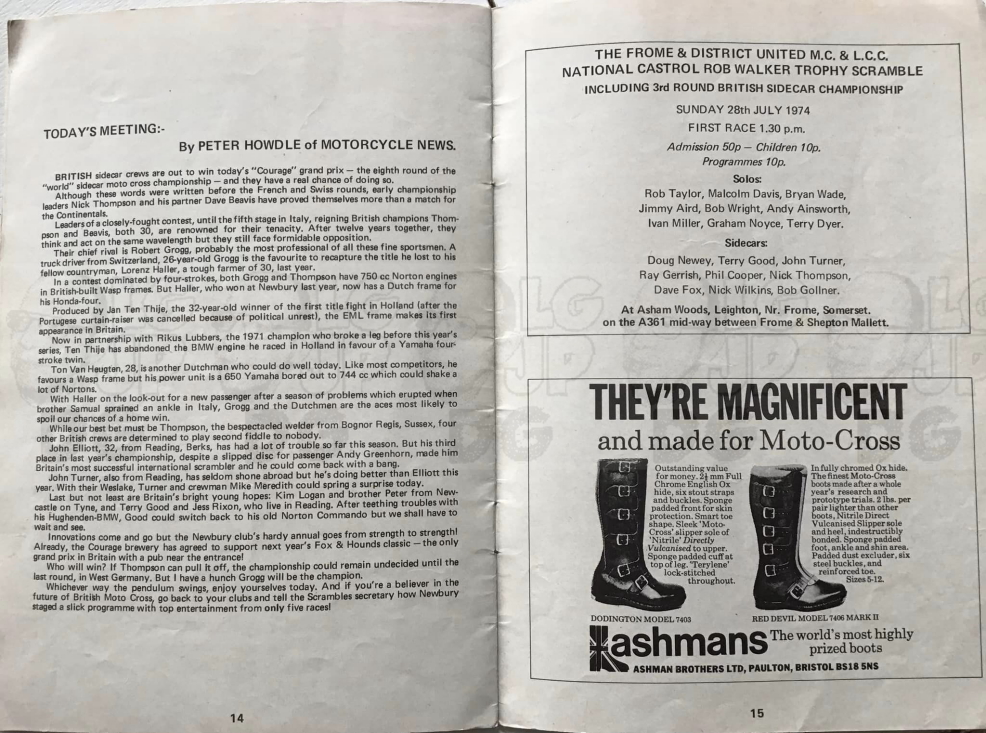 TODAY'S MEETING:-
By PETER HOWDLE of MOTORCYCLE NEWS.
BRITISH sidecar crews are out to win today's "Courage" grand prix — the eighth round of the
"world" sidecar moto cross championship — and they have a real chance of doing so.
Although these words were written before the French and Swiss rounds, early championship
leaders Nick Thompson and his partner Dave Beavis have proved themselves more than a match for
the Continentals.
Leaders of a closely-fought contest, until the fifth stage in Italy, reigning British champions Thom-
pson and Beavis, both 30, are renowned for their tenacity. After twelve years together, they
think and act on the same wavelength but they still face formidable opposition.
Their chief rival is Robert Grogg, probably the most professional of all these fine sportsmen. A
truck driver from Switzerland, 26-year-old Grogg is the favourite to recapture the title he lost to his
fellow countryman, Lorenz Haller, a tough farmer of 30, last year.
In a contest dominated by four-strokes, both Grogg and Thompson have 750 cc Norton engines
in British-built Wasp frames. But Haller, who won at Newbury last year, now has a Dutch frame for
his Honda-four.
Produced by Jan Ten Thije, the 32-year-old winner of the first title fight in Holland (after the
Portugese curtain-raiser was cancelled because of political unrest), the EML frame makes its first
appearance in Britain.
Now in partnership with Rikus Lubbers, the 1971 champion who broke a leg before this year's
series, Ten Thije has abandoned the BMW engine he raced in Holland in favour of a Yamaha four-
stroke twin.
Ton Van Heugten, 28, is another Dutchman who could do well today. Like most competitors, he
favours a Wasp frame but his power unit is a 650 Yamaha bored out to 744 cc which could shake a
lot of Nortons.
With Haller on the look-out for a new passenger after a season of problems which erupted when
brother Samual sprained an ankle in Italy, Grogg and the Dutchmen are the aces most likely to
spoil our chances of a home win.
While our best bet must be Thompson, the bespectacled welder from Bognor Regis, Sussex, four
other British crews are determined to play second fiddle to nobody.
John Elliott, 32, from Reading, Berks, has had a lot of trouble so far this season. But his third
place in last year's championship, despite a slipped disc for passenger Andy Greenhorn, made him
Britain's most successful international scrambler and he could come back with a bang.
John Turner, also from Reading, has seldom shone abroad but he's doing better than Elliott this
year. With their Weslake, Turner and crewman Mike Meredith could spring a surprise today.
Last but not least are Britain's bright young hopes: Kim Logan and brother Peter from New-
castle on Tyne, and Terry Good and Jess Rixon, who live in Reading. After teething troubles with
his Hughenden-BMW, Good could switch back to his old Norton Commando but we shall have to
wait and see.
Innovations come and go but the Newbury club's hardy annual goes from strength to strength!
Already, the Courage brewery has agreed to support next year's Fox & Hounds classic — the only
grand prix in Britain with a pub near the entrance!
Who will win? If Thompson can pull it off, the championship could remain undecided until the
last round, in West Germany. But I have a hunch Grogg will be the champion.
Whichever way the pendulum swings, enjoy yourselves today. And if you're a believer in the
future of British Moto Cross, go back to your clubs and tell the Scrambles secretary how Newbury
staged a slick programme with top entertainment from only five races!
14
THE FROME & DISTRICT UNITED M.C. & L.C.C.
NATIONAL CASTROL ROB WALKER TROPHY SCRAMBLE
INCLUDING 3rd ROUND BRITISH SIDECAR CHAMPIONSHIP
SUNDAY 28th JULY 1974
FIRST RACE 1.30 p.m.
Admission 50p — Children 10p.
Programmes 10p.
Solos:
Rob Taylor, Malcolm Davis, Bryan Wade,
Jimmy Aird, Bob Wright, Andy Ainsworth,
Ivan Miller, Graham Noyce, Terry Dyer.
Sidecars:
Doug Newey, Terry Good, John Turner,
Ray Gerrish, Phil Cooper, Nick Thompson,
Dave Fox, Nick Wilkins, Bob Gollner.
At Asham Woods, Leighton, Nr. Frome, Somerset.
on the A361 mid-way between Frome & Shepton Mallett.
THEY'RE MAGNIFICENT
and made for Moto-Cross
Outstanding value
for money. 2½ mm Full
Chrome English Ox
hide, six stout straps
and buckles. Sponge
padded front for skin
protection. Smart toe
shape. Sleek 'Moto-
Cross' slipper sole of
'Nitrile' Directly
Vulcanised to upper.
Sponge padded cuff at
top of leg. 'Terylene'
lock-stitched
throughout.
In fully chromed Ox hide.
The finest Moto-Cross
boots made after a whole
year's research and
prototype trials. 2 lbs. per
pair lighter than other
boots, Nitrile Direct
Vulcanised Slipper sole
and heel, indestructibly
bonded. Sponge padded
foot, ankle and shin area.
Padded dust excluder, six
steel buckles, and
reinforced toe.
Sizes 5-12.
DODINGTON MODEL 7403
RED DEVIL MODEL 7406 MARK II
ashmans The world's most highly
prized boots
ASHMAN BROTHERS LTD, PAULTON, BRISTOL BS18 5NS
15